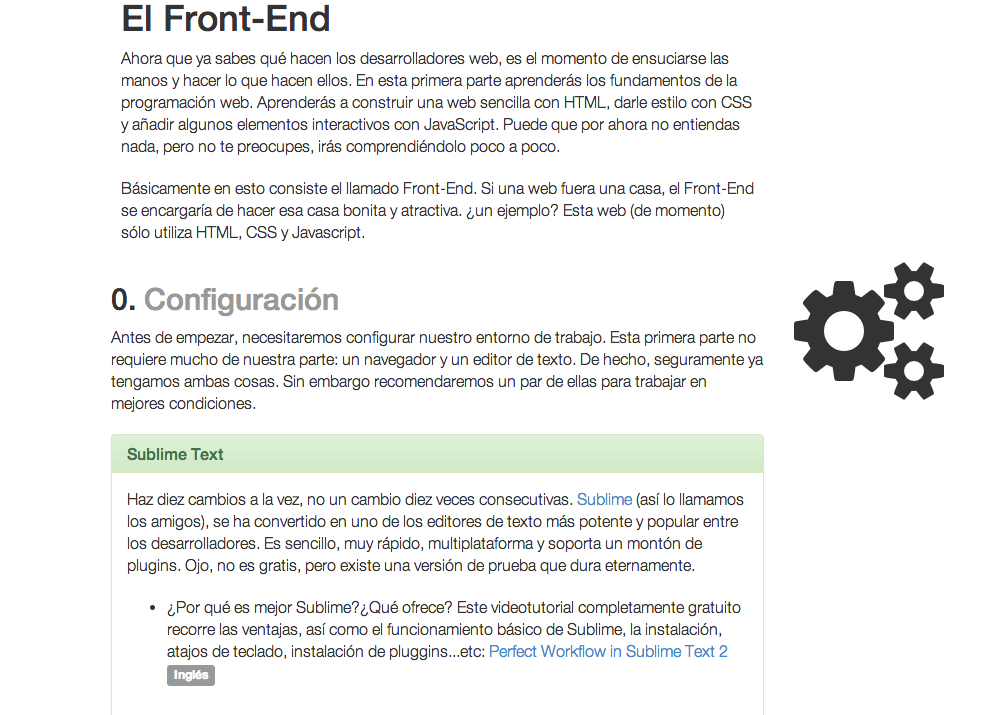 El Front-End
Ahora que ya sabes qué hacen los desarrolladores web, es el momento de ensuciarse las
manos y hacer lo que hacen ellos. En esta primera parte aprenderás los fundamentos de la
programación web. Aprenderás a construir una web sencilla con HTML, darle estilo con CSS
y añadir algunos elementos interactivos con JavaScript. Puede que por ahora no entiendas
nada, pero no te preocupes, irás comprendiéndolo poco a poco.
Básicamente en esto consiste el llamado Front-End. Si una web fuera una casa, el Front-End
se encargaría de hacer esa casa bonita y atractiva. ¿un ejemplo? Esta web (de momento)
sólo utiliza HTML, CSS y Javascript.
0. Configuración
Antes de empezar, necesitaremos configurar nuestro entorno de trabajo. Esta primera parte no
requiere mucho de nuestra parte: un navegador y un editor de texto. De hecho, seguramente ya
tengamos ambas cosas. Sin embargo recomendaremos un par de ellas para trabajar en
mejores condiciones.
Sublime Text
Haz diez cambios a la vez, no un cambio diez veces consecutivas. Sublime (así lo llamamos
los amigos), se ha convertido en uno de los editores de texto más potente y popular entre
los desarrolladores. Es sencillo, muy rápido, multiplataforma y soporta un montón de
plugins. Ojo, no es gratis, pero existe una versión de prueba que dura eternamente.
• ¿Por qué es mejor Sublime?¿Qué ofrece? Este videotutorial completamente gratuito
recorre las ventajas, así como el funcionamiento básico de Sublime, la instalación,
atajos de teclado, instalación de pluggins...etc: Perfect Workflow in Sublime Text 2
Inglés